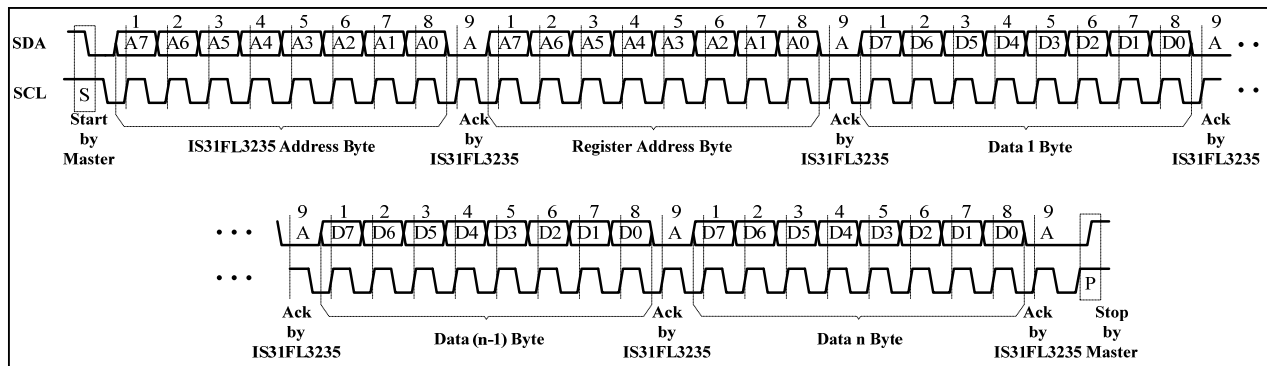 1 2 3 4 5 6 7 8 9 1 2 3 4 5 6 7 8 9 1 2 3 4 5 6 7 8 9
SDA A7 A6 A5 A4 A3 A2 A1 A0 A A7 A6 A5 A4 A3 A2 A1 A0 A D7 D6 D5 D4 D3 D2 D1 D0 A
SCL S
Start by Master
IS31FL3235 Address Byte
Ack by IS31FL3235
Register Address Byte
Ack by IS31FL3235
Data 1 Byte
Ack by IS31FL3235
9 1 2 3 4 5 6 7 8 9 1 2 3 4 5 6 7 8 9
A D7 D6 D5 D4 D3 D2 D1 D0 A D7 D6 D5 D4 D3 D2 D1 D0 A
P
Ack by IS31FL3235
Data (n-1) Byte
Ack by IS31FL3235
Data n Byte
Ack by IS31FL3235
Stop by Master